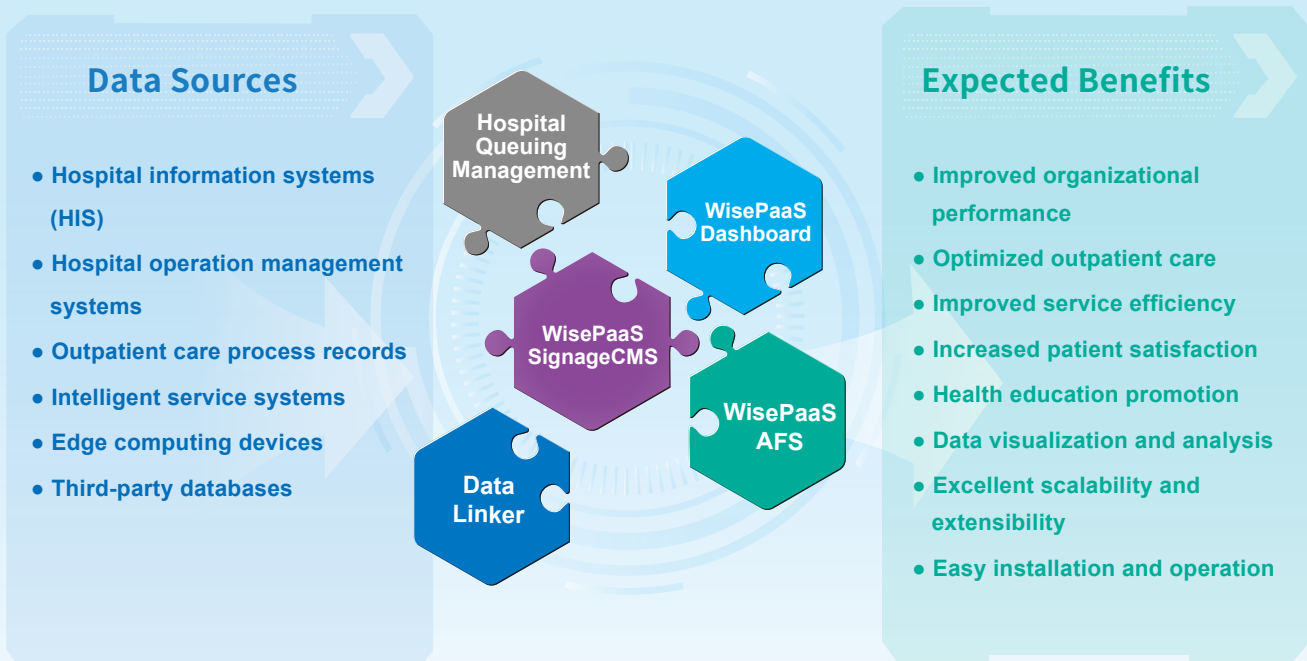 Data Sources
● Hospital information systems
(HIS)
● Hospital operation management
systems
● Outpatient care process records
● Intelligent service systems
● Edge computing devices
● Third-party databases
Hospital
Queuing
Management
WisePaaS
Dashboard
WisePaaS
SignageCMS
WisePaaS
AFS
Data
Linker
Expected Benefits
● Improved organizational
performance
● Optimized outpatient care
● Improved service efficiency
● Increased patient satisfaction
● Health education promotion
● Data visualization and analysis
● Excellent scalability and
extensibility
● Easy installation and operation